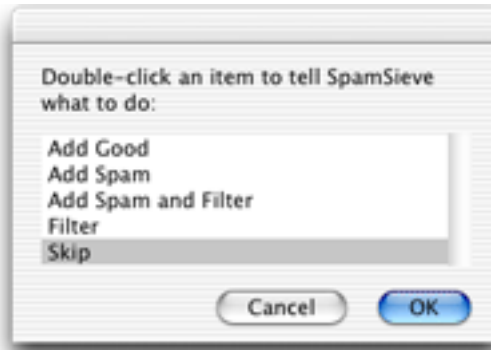 Double-click an item to tell SpamSieve
what to do:
Add Good
Add Spam
Add Spam and Filter
Filter
Skip
Cancel
OK